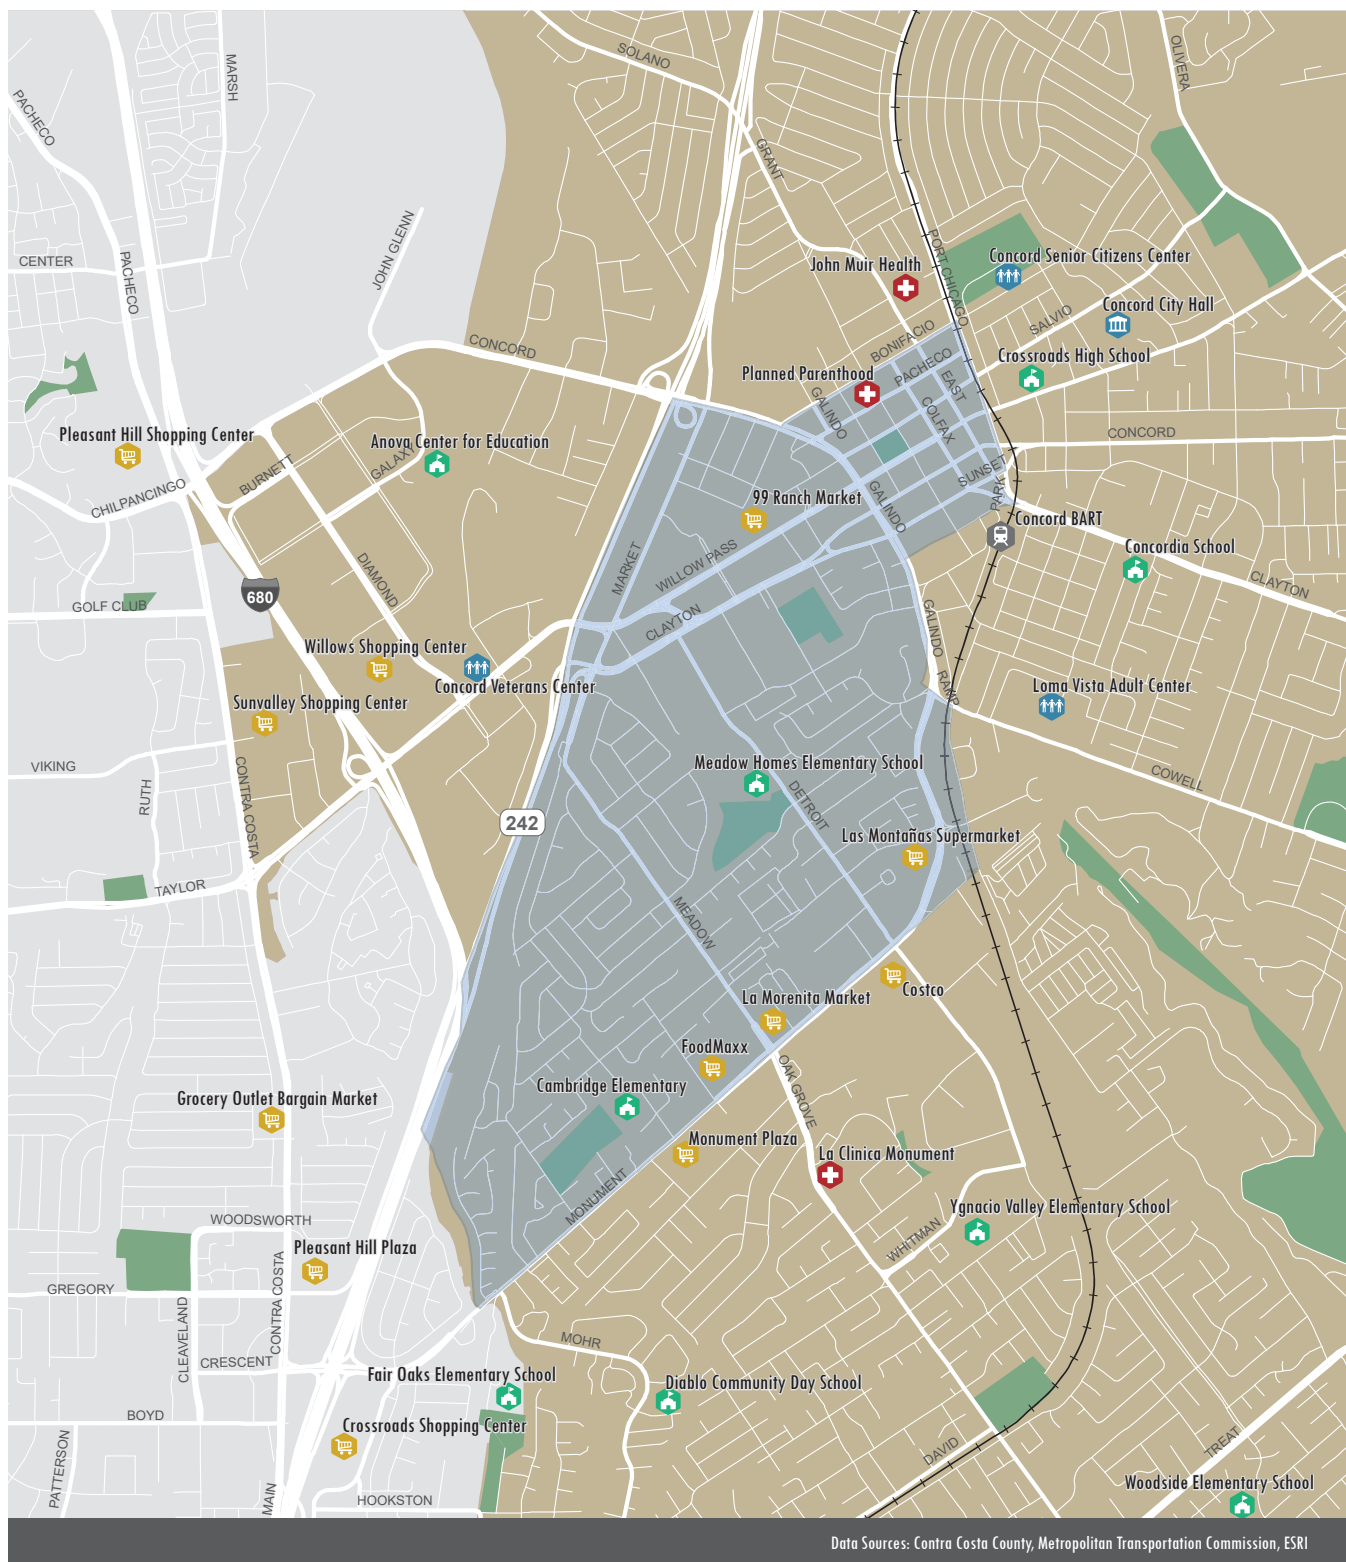 SOLANO
OLIVERA
MARSH
PACHECO
GRANT
JOHN GLENN
CENTER
PACHECO
PORT CHICAGO
John Muir Health
Concord Senior Citizens Center
Concord City Hall
SALVIO
BONIFACIO
CONCORD
Crossroads High School
PACHECO
EAST
Planned Parenthood
GALINDO
COLFAX
CONCORD
Pleasant Hill Shopping Center
Anova Center for Education
GALAXY
BURNETT
SUNSET
CHILPANCINGO
99 Ranch Market
GALINDO
PARK
Concord BART
Concordia School
CLAYTON
MARKET
WILLOW PASS
DIAMOND
680
GOLF CLUB
CLAYTON
GALINDO
RAMP
Willows Shopping Center
Concord Veterans Center
Sunvalley Shopping Center
Loma Vista Adult Center
VIKING
CONTRA COSTA
RUTH
Meadow Homes Elementary School
COWELL
DETROIT
242
Las Montañas Supermarket
TAYLOR
MEADOW
Costco
La Morenita Market
FoodMaxx
OAK GROVE
Cambridge Elementary
Grocery Outlet Bargain Market
Monument Plaza
La Clinica Monument
MONUMENT
Ygnacio Valley Elementary School
WOODSWORTH
WHITMAN
Pleasant Hill Plaza
GREGORY
CONTRA COSTA
CLEAVELAND
MOHR
CRESCENT
Fair Oaks Elementary School
Diablo Community Day School
BOYD
Crossroads Shopping Center
PATTERSON
DAVID
TREAT
Woodside Elementary School
MAIN
HOOKSTON
Data Sources: Contra Costa County, Metropolitan Transportation Commission, ESRI